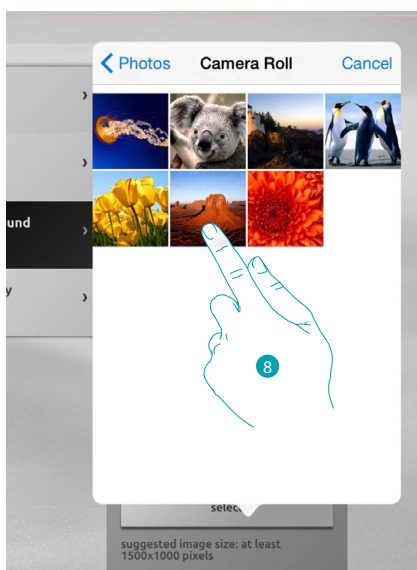 Photos Camera Roll Cancel
und
y
8
selec
suggested image size: at least
1500x1000 pixels